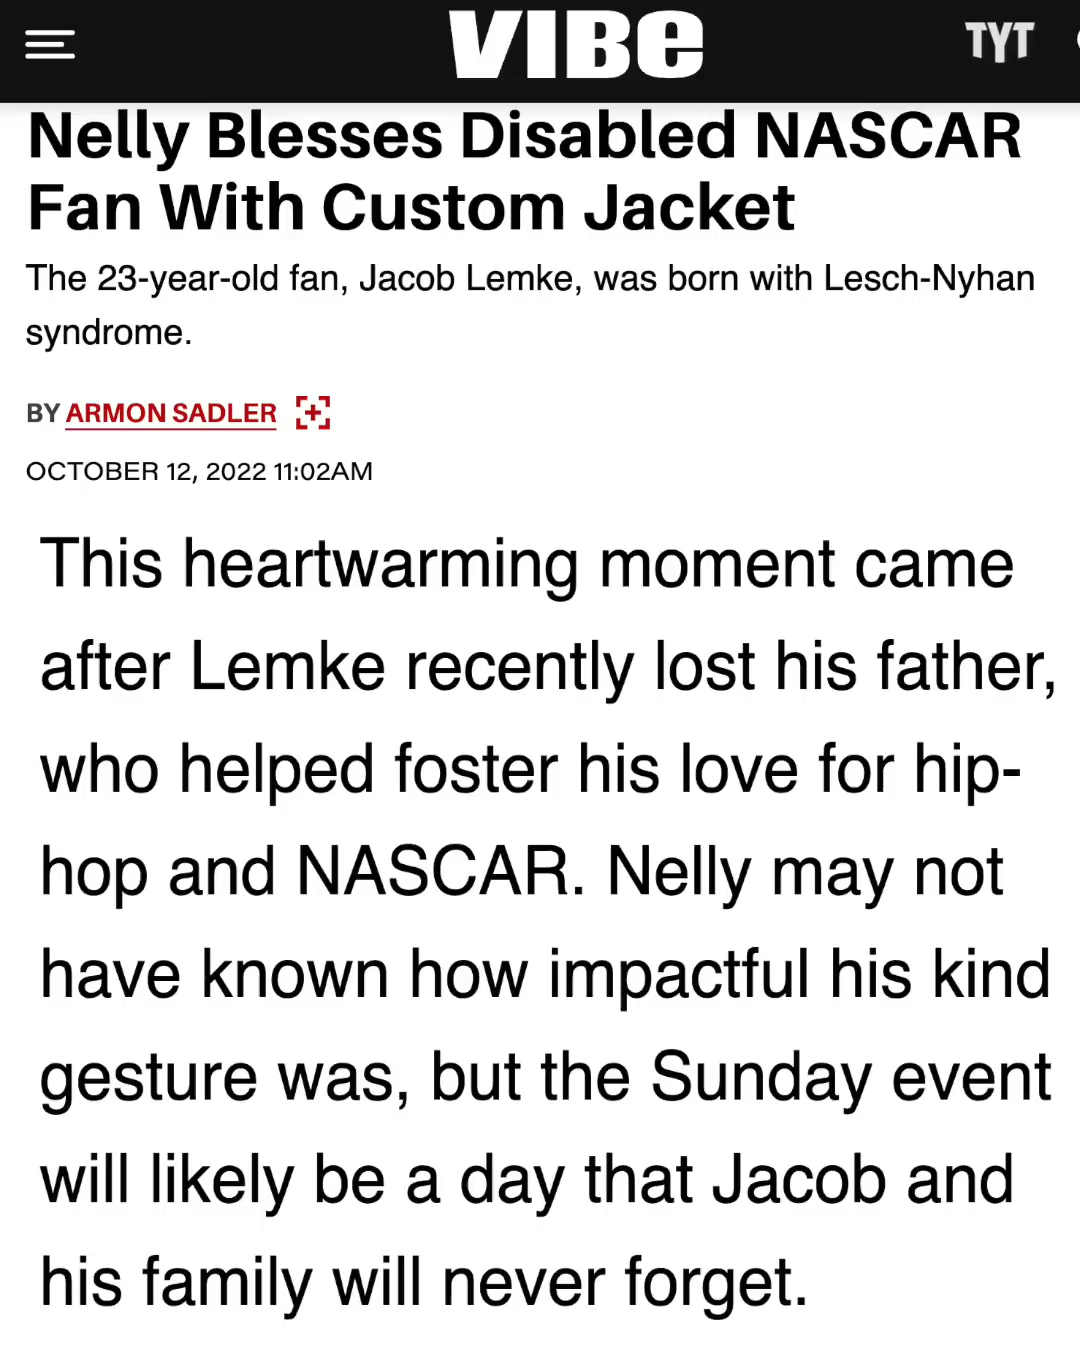 VIBe
TYT
Nelly Blesses Disabled NASCAR
Fan With Custom Jacket
The 23-year-old fan, Jacob Lemke, was born with Lesch-Nyhan
syndrome.
BY ARMON SADLER
OCTOBER 12, 2022 11:02AM
This heartwarming moment came
after Lemke recently lost his father,
who helped foster his love for hip-
hop and NASCAR. Nelly may not
have known how impactful his kind
gesture was, but the Sunday event
will likely be a day that Jacob and
his family will never forget.